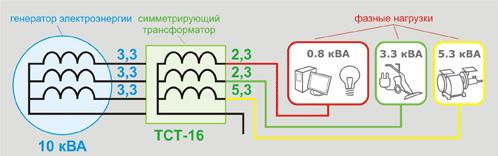 генератор электроэнергии
симметрирующий
трансформатор
фазные нагрузки
3,3
3,3
3,3
2,3
2,3
5,3
0.8 кВА
3.3 кВА
5.3 кВА
10 кВА
ТСТ-16